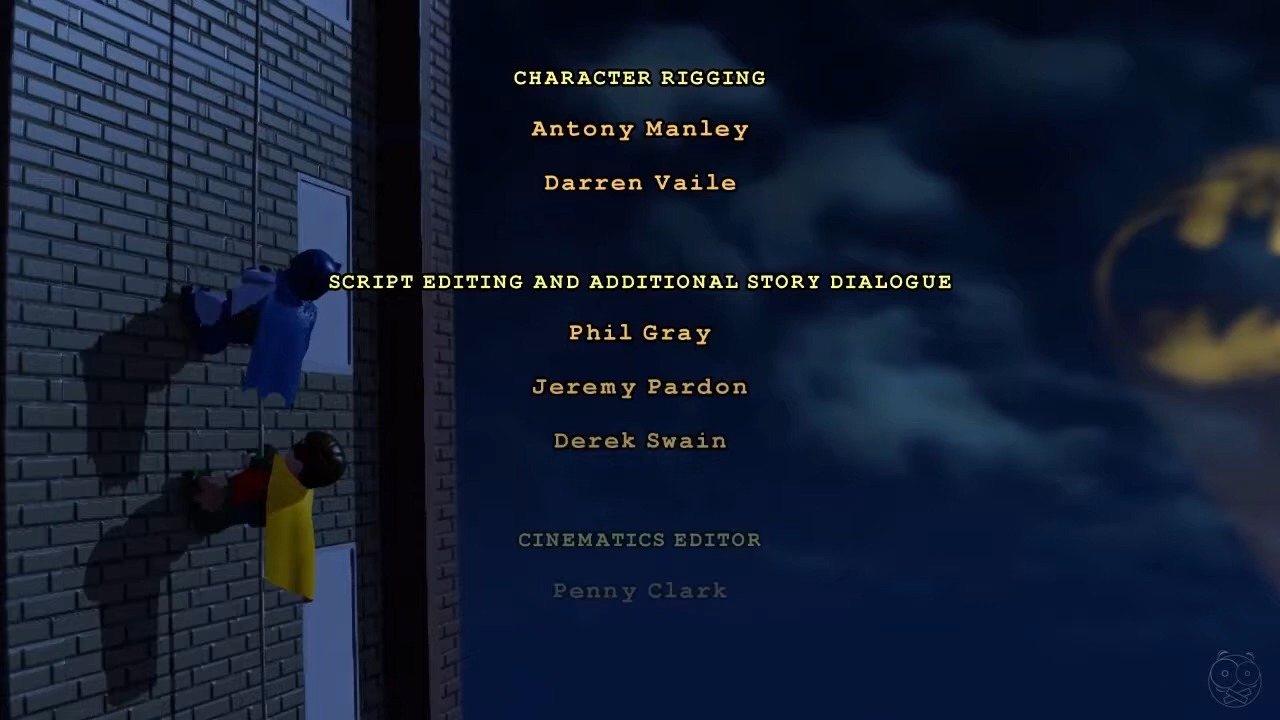 CHARACTER RIGGING
Antony Manley
Darren Vaile
SCRIPT EDITING AND ADDITIONAL STORY DIALOGUE
Phil Gray
Jeremy Pardon
Derek Swain
CINEMATICS EDITOR
Penny Clark